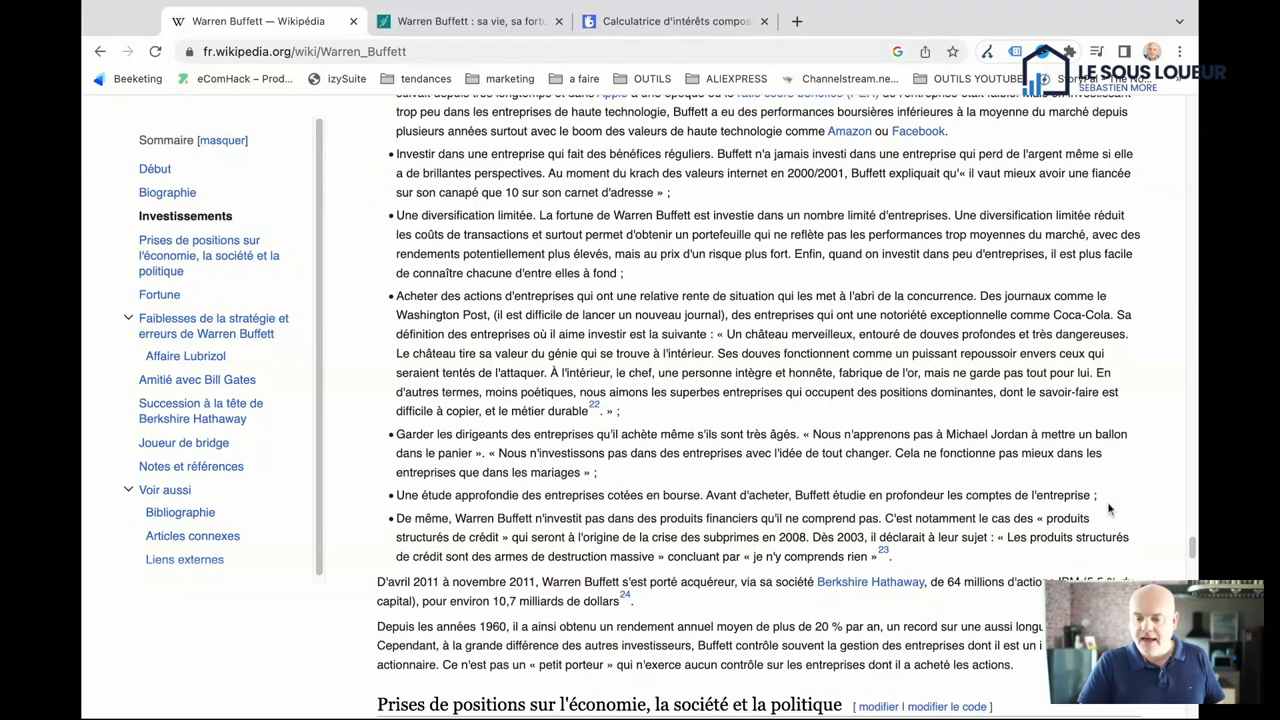 Warren Buffett — Wikipédia
Warren Buffett : sa vie, sa fortu
Calculatrice d'intérêts compos
fr.wikipedia.org/wiki/Warren_Buffett
Beeketing
eComHack – Prod...
izySuite
tendances
marketing
a faire
OUTILS
ALIEXPRESS
Channelstream.ne...
OUTILS YOUTUBE
LE SOUS LOUEUR
SEBASTIEN MORE
Sommaire [masquer]
Début
Biographie
Investissements
Prises de positions sur
l'économie, la société et la
politique
Fortune
Faiblesses de la stratégie et
erreurs de Warren Buffett
Affaire Lubrizol
Amitié avec Bill Gates
Succession à la tête de
Berkshire Hathaway
Joueur de bridge
Notes et références
Voir aussi
Bibliographie
Articles connexes
Liens externes
trop peu dans les entreprises de haute technologie, Buffett a eu des performances boursières inférieures à la moyenne du marché depuis
plusieurs années surtout avec le boom des valeurs de haute technologie comme Amazon ou Facebook.
• Investir dans une entreprise qui fait des bénéfices réguliers. Buffett n'a jamais investi dans une entreprise qui perd de l'argent même si elle
a de brillantes perspectives. Au moment du krach des valeurs internet en 2000/2001, Buffett expliquait qu'« il vaut mieux avoir une fiancée
sur son canapé que 10 sur son carnet d'adresse » ;
• Une diversification limitée. La fortune de Warren Buffett est investie dans un nombre limité d'entreprises. Une diversification limitée réduit
les coûts de transactions et surtout permet d'obtenir un portefeuille qui ne reflète pas les performances trop moyennes du marché, avec des
rendements potentiellement plus élevés, mais au prix d'un risque plus fort. Enfin, quand on investit dans peu d'entreprises, il est plus facile
de connaître chacune d'entre elles à fond ;
• Acheter des actions d'entreprises qui ont une relative rente de situation qui les met à l'abri de la concurrence. Des journaux comme le
Washington Post, (il est difficile de lancer un nouveau journal), des entreprises qui ont une notoriété exceptionnelle comme Coca-Cola. Sa
définition des entreprises où il aime investir est la suivante : « Un château merveilleux, entouré de douves profondes et très dangereuses.
Le château tire sa valeur du génie qui se trouve à l'intérieur. Ses douves fonctionnent comme un puissant repoussoir envers ceux qui
seraient tentés de l'attaquer. À l'intérieur, le chef, une personne intègre et honnête, fabrique de l'or, mais ne garde pas tout pour lui. En
d'autres termes, moins poétiques, nous aimons les superbes entreprises qui occupent des positions dominantes, dont le savoir-faire est
difficile à copier, et le métier durable22. » ;
• Garder les dirigeants des entreprises qu'il achète même s'ils sont très âgés. « Nous n'apprenons pas à Michael Jordan à mettre un ballon
dans le panier ». « Nous n'investissons pas dans des entreprises avec l'idée de tout changer. Cela ne fonctionne pas mieux dans les
entreprises que dans les mariages » ;
• Une étude approfondie des entreprises cotées en bourse. Avant d'acheter, Buffett étudie en profondeur les comptes de l'entreprise ;
• De même, Warren Buffett n'investit pas dans des produits financiers qu'il ne comprend pas. C'est notamment le cas des « produits
structurés de crédit » qui seront à l'origine de la crise des subprimes en 2008. Dès 2003, il déclarait à leur sujet : « Les produits structurés
de crédit sont des armes de destruction massive » concluant par « je n'y comprends rien »23.
D'avril 2011 à novembre 2011, Warren Buffett s'est porté acquéreur, via sa société Berkshire Hathaway, de 64 millions d'actio
capital), pour environ 10,7 milliards de dollars24.
Depuis les années 1960, il a ainsi obtenu un rendement annuel moyen de plus de 20 % par an, un record sur une aussi long
Cependant, à la grande différence des autres investisseurs, Buffett contrôle souvent la gestion des entreprises dont il est un i
actionnaire. Ce n'est pas un « petit porteur » qui n'exerce aucun contrôle sur les entreprises dont il a acheté les actions.
Prises de positions sur l'économie, la société et la politique [ modifier | modifier le code ]